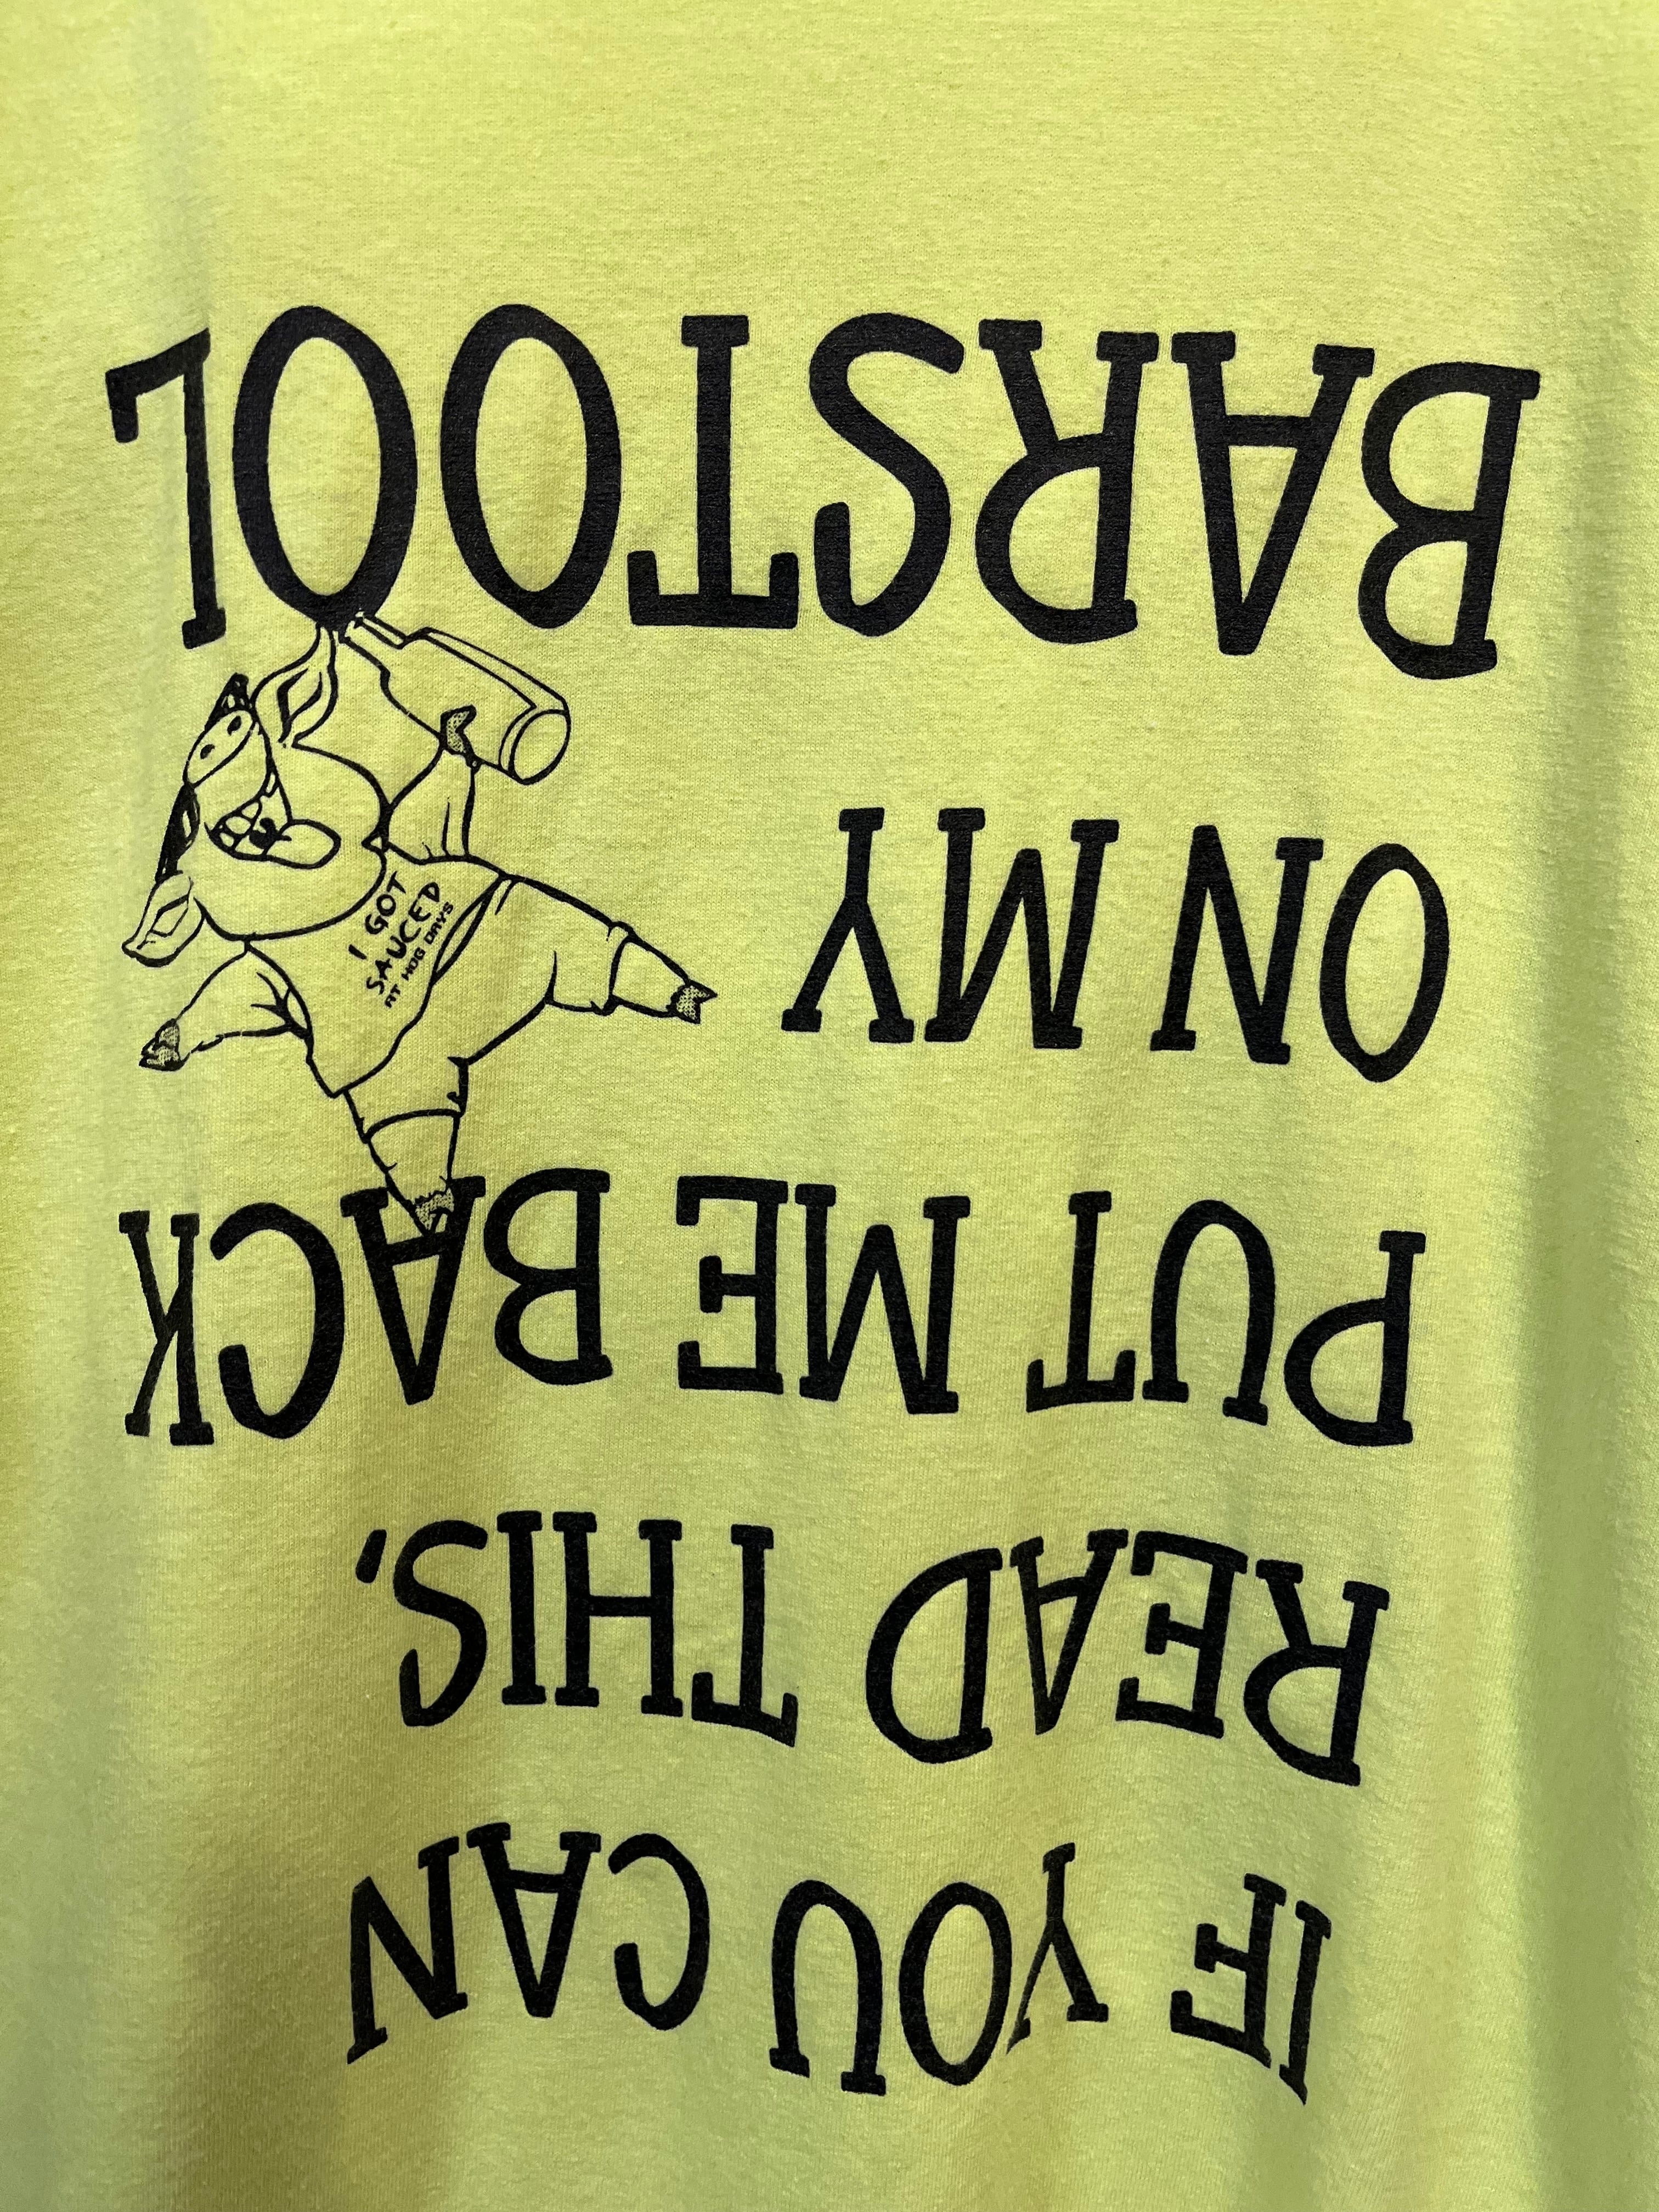 IF YOU CAN
READ THIS,
PUT ME BACK
ON MY
BARSTOOL
I GOT
SAUCED
AT HOG DAYS